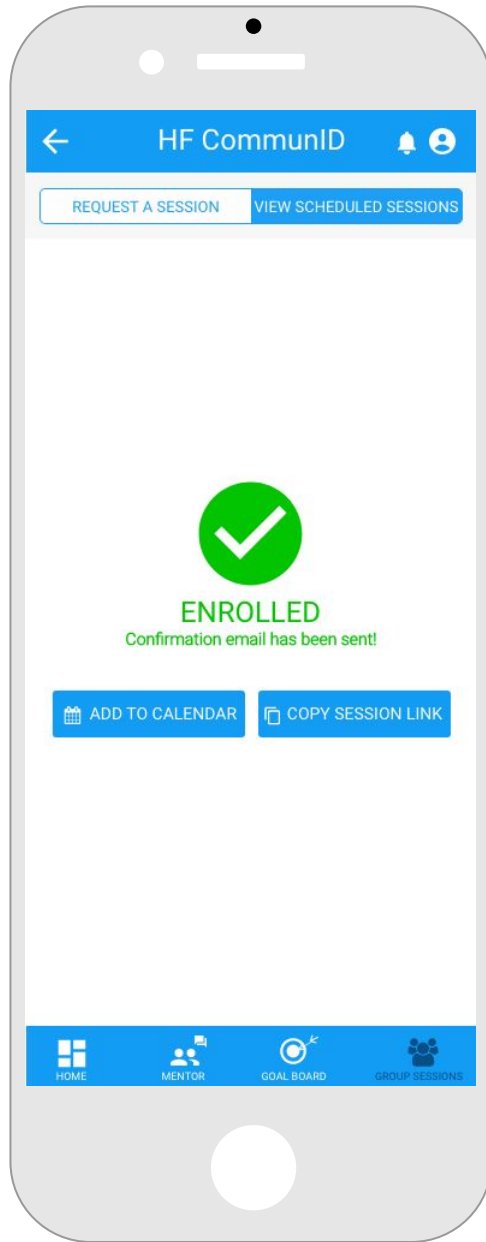 HF CommunID
REQUEST A SESSION
VIEW SCHEDULED SESSIONS
ENROLLED
Confirmation email has been sent!
ADD TO CALENDAR
COPY SESSION LINK
HOME
MENTOR
GOAL BOARD
GROUP SESSIONS